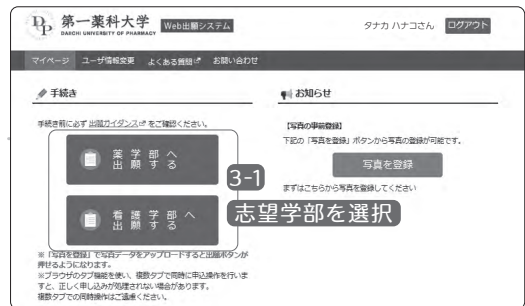 第一薬科大学
DAIICHI UNIVERSITY OF PHARMACY
Web出願システム
タナカ ハナコさん
ログアウト
マイページ ユーザ情報変更 よくある質問 お問い合わせ
手続き
手続き前に必ず 出願ガイダンス をご確認ください。
薬学部へ
出願する
看護学部へ
出願する
3-1
志望学部を選択
※「写真を登録」で写真データをアップロードすると出願ボタンが
押せるようになります。
※ブラウザのタブ機能を使い、複数タブで同時に申込操作を行いま
すと、正しく申し込みが処理されない場合があります。
複数タブでの同時操作はご遠慮ください。
お知らせ
【写真の事前登録】
下記の「写真を登録」ボタンから写真の登録が可能です。
写真を登録
まずはこちらから写真を登録してください